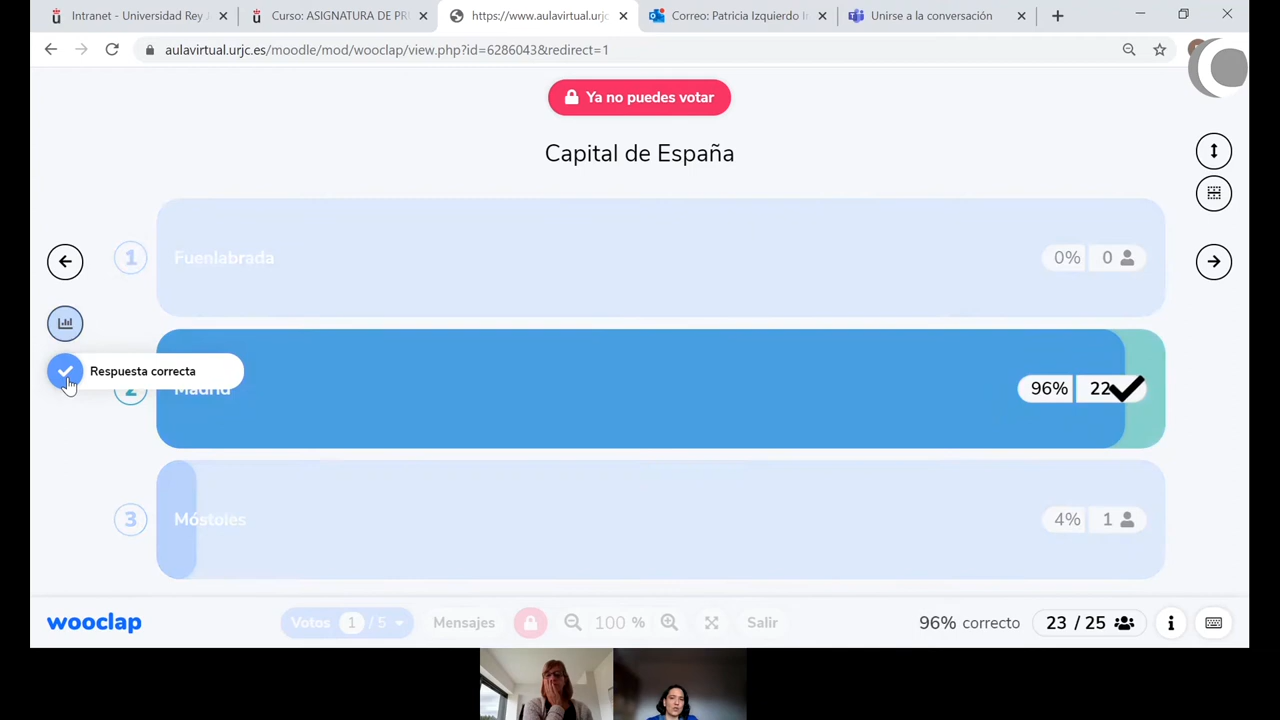 Intranet - Universidad Rey J
Curso: ASIGNATURA DE PR
https://www.aulavirtual.urjc
Correo: Patricia Izquierdo I
Unirse a la conversación
aulavirtual.urjc.es/moodle/mod/wooclap/view.php?id=6286043&redirect=1
Ya no puedes votar
Capital de España
1 Fuenlabrada 0% 0
Respuesta correcta
2 Madrid 96% 22
3 Móstoles 4% 1
wooclap Votos 1 / 5 Mensajes 100 % Salir 96% correcto 23 / 25